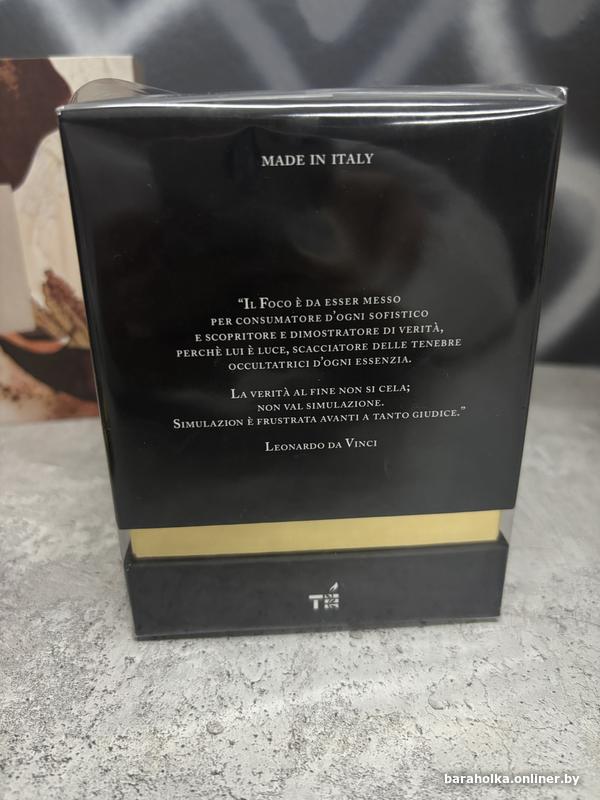 MADE IN ITALY
“IL FOCO È DA ESSER MESSO
PER CONSUMATORE D’OGNI SOFISTICO
E SCOPRITORE E DIMOSTRATORE DI VERITÀ,
PERCHÈ LUI È LUCE, SCACCIATORE DELLE TENEBRE
OCCULTATRICI D’OGNI ESSENZIA.
LA VERITÀ AL FINE NON SI CELA;
NON VAL SIMULAZIONE.
SIMULAZION È FRUSTRATA AVANTI A TANTO GIUDICE.”
LEONARDO DA VINCI
baraholka.onliner.by